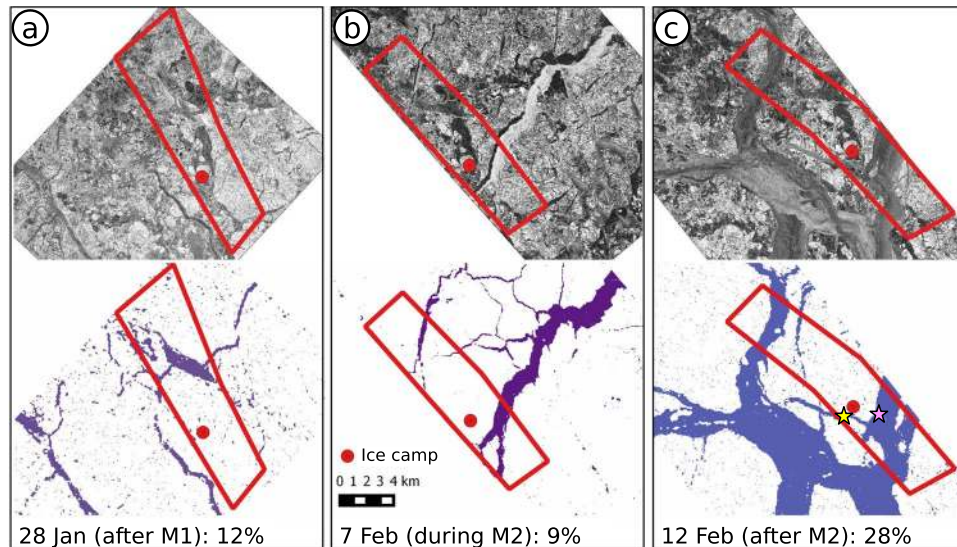 a
b
c
Ice camp
0 1 2 3 4 km
28 Jan (after M1): 12%
7 Feb (during M2): 9%
12 Feb (after M2): 28%